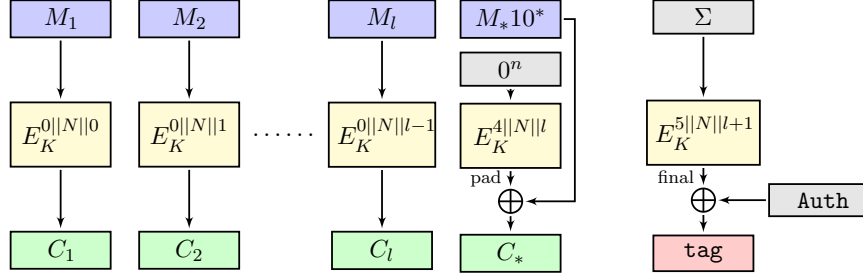 M_1 M_2 M_l M_*10^* Σ
0^n
E_K^{0||N||0} E_K^{0||N||1} ...... E_K^{0||N||l−1} E_K^{4||N||l} E_K^{5||N||l+1}
pad final
Auth
C_1 C_2 C_l C_* tag